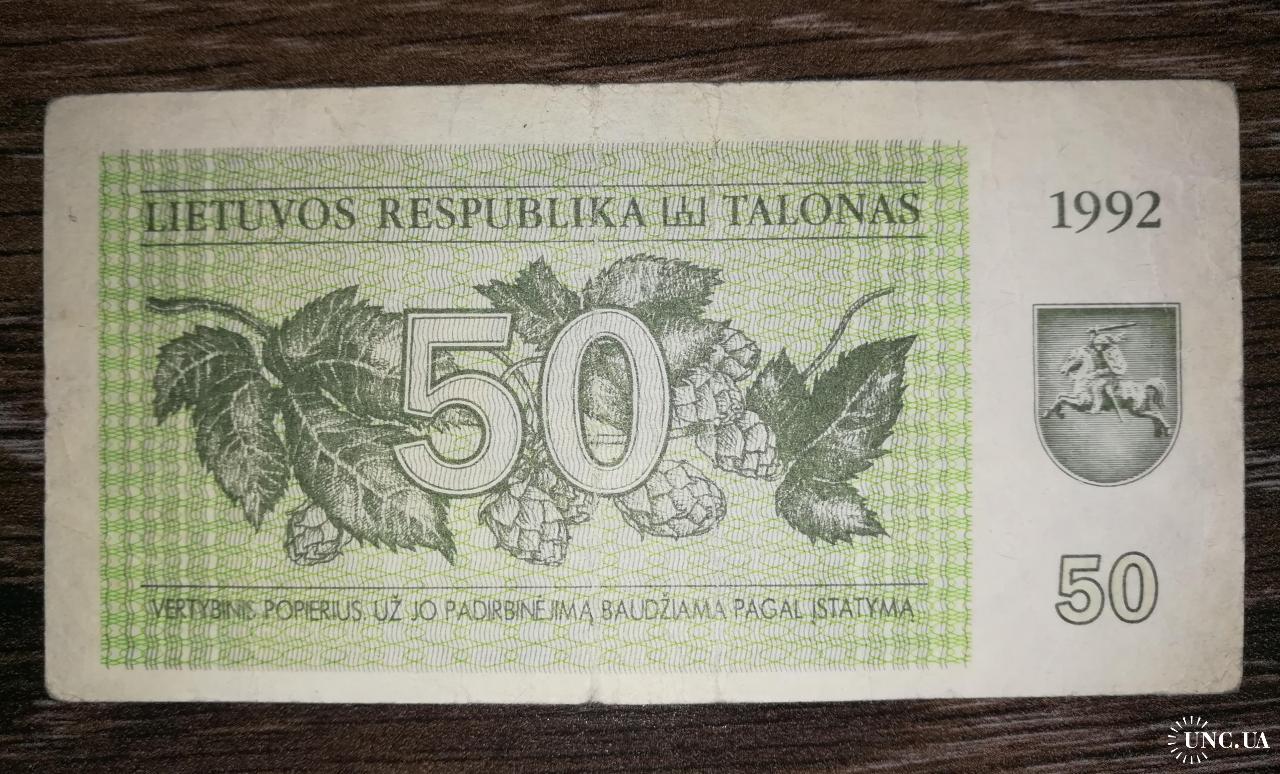 LIETUVOS RESPUBLIKA TALONAS
1992
50
50
VERTYBINIS POPIERIUS. UŽ JO PADIRBINĖJIMĄ BAUDŽIAMA PAGAL ĮSTATYMĄ
UNC.UA